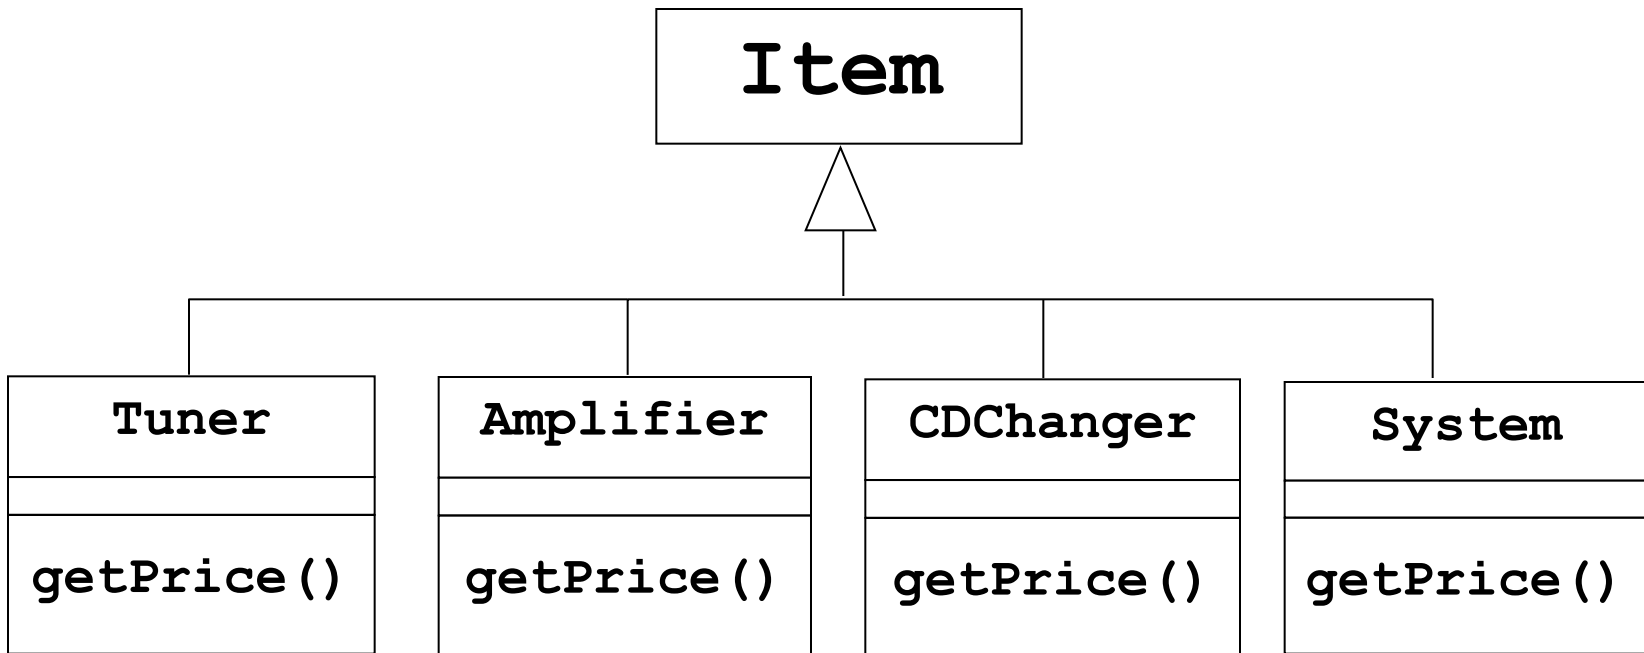 Item
Tuner
Amplifier
CDChanger
System
getPrice()
getPrice()
getPrice()
getPrice()